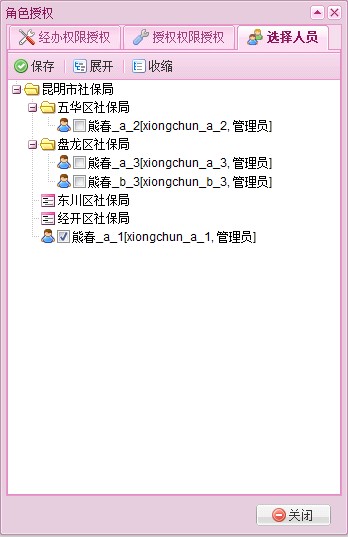 角色授权
经办权限授权 授权权限授权 选择人员
保存 展开 收缩
昆明市社保局
五华区社保局
熊春_a_2[xiongchun_a_2, 管理员]
盘龙区社保局
熊春_a_3[xiongchun_a_3, 管理员]
熊春_b_3[xiongchun_b_3, 管理员]
东川区社保局
经开区社保局
熊春_a_1[xiongchun_a_1, 管理员]
关闭